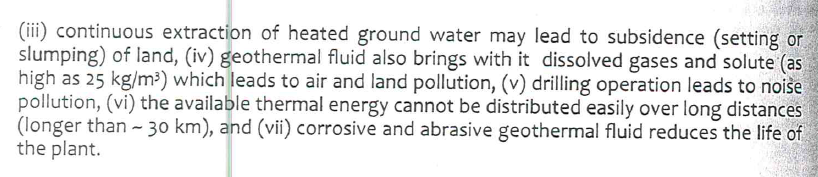 (iii) continuous extraction of heated ground water may lead to subsidence (setting or
slumping) of land, (iv) geothermal fluid also brings with it dissolved gases and solute (as
high as 25 kg/m³) which leads to air and land pollution, (v) drilling operation leads to noise
pollution, (vi) the available thermal energy cannot be distributed easily over long distances
(longer than ~ 30 km), and (vii) corrosive and abrasive geothermal fluid reduces the life of
the plant.